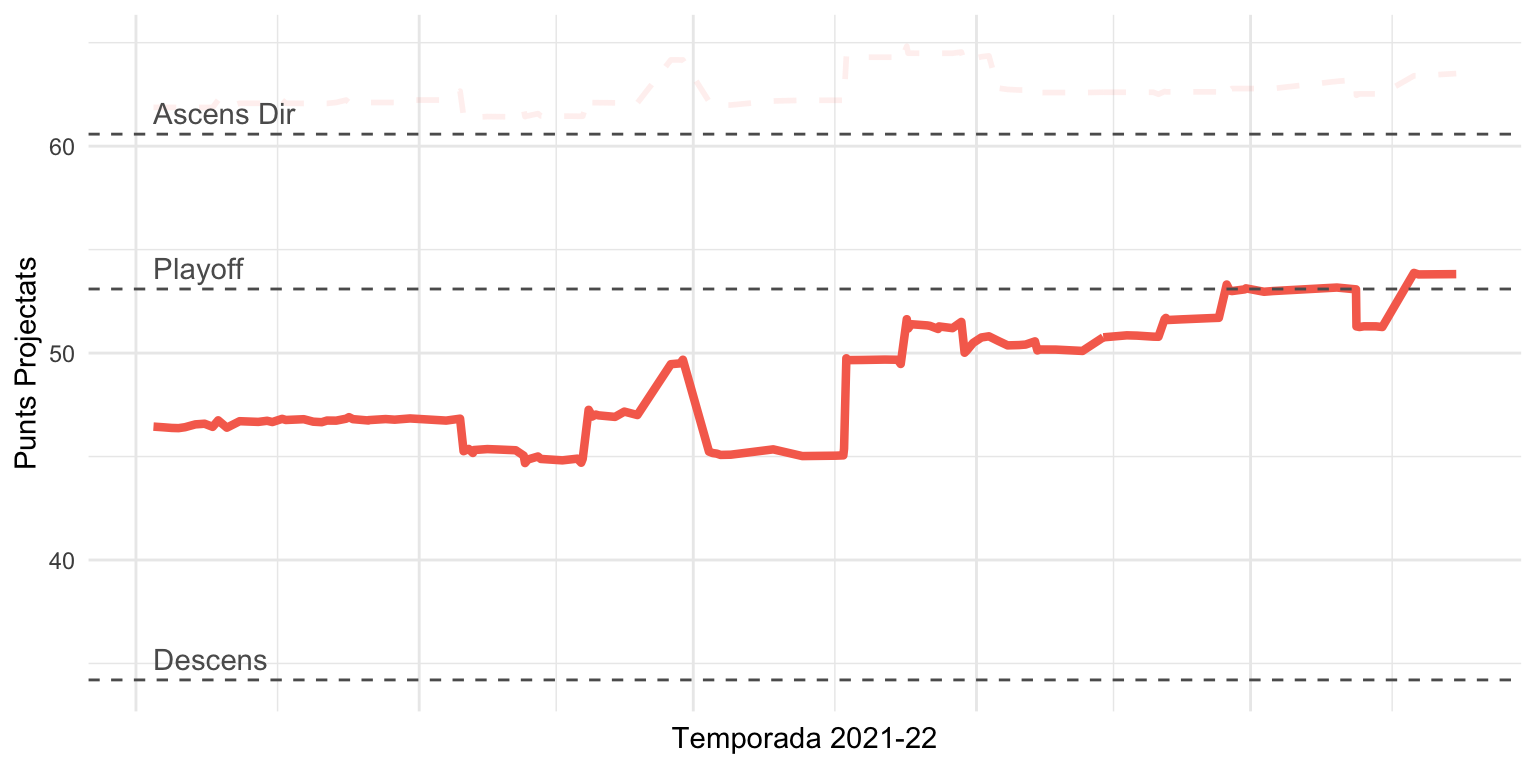 Ascens Dir
60
Playoff
50
40
Descens
Punts Projectats
Temporada 2021-22